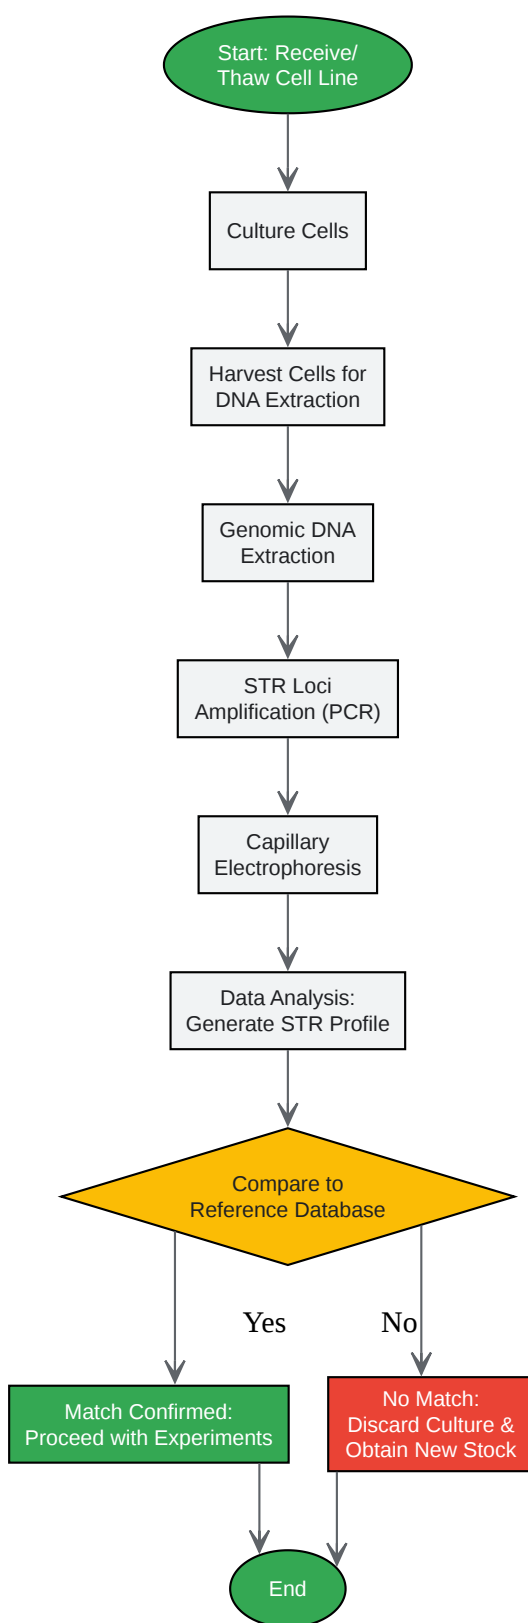 Start: Receive/
Thaw Cell Line
Culture Cells
Harvest Cells for
DNA Extraction
Genomic DNA
Extraction
STR Loci
Amplification (PCR)
Capillary
Electrophoresis
Data Analysis:
Generate STR Profile
Compare to
Reference Database
Yes
No
Match Confirmed:
Proceed with Experiments
No Match:
Discard Culture &
Obtain New Stock
End